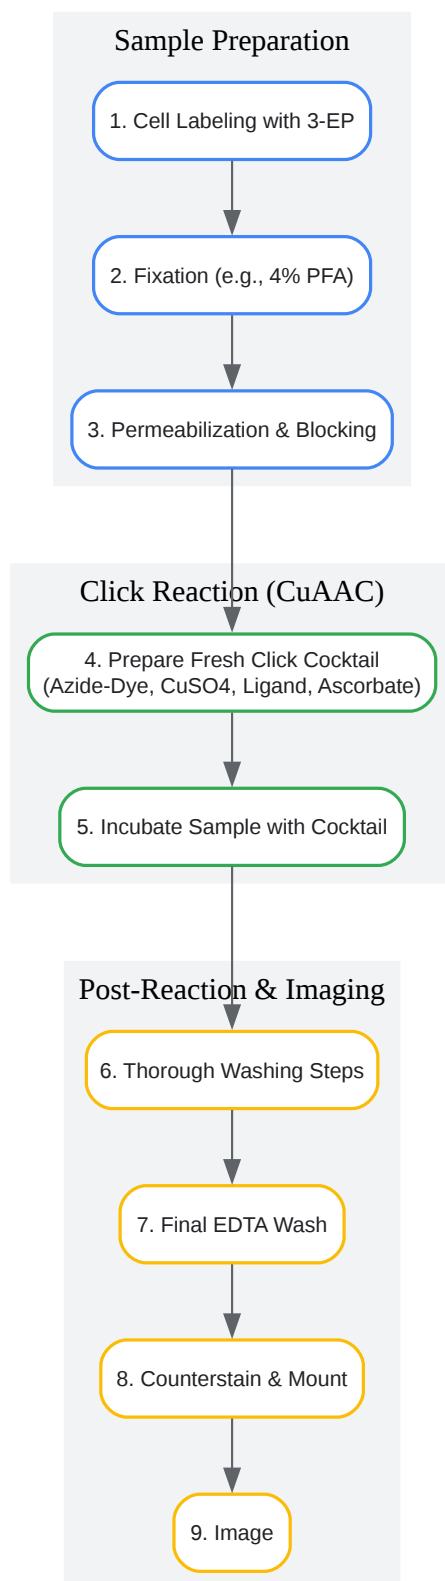 Sample Preparation
1. Cell Labeling with 3-EP
2. Fixation (e.g., 4% PFA)
3. Permeabilization & Blocking
Click Reaction (CuAAC)
4. Prepare Fresh Click Cocktail
(Azide-Dye, CuSO4, Ligand, Ascorbate)
5. Incubate Sample with Cocktail
Post-Reaction & Imaging
6. Thorough Washing Steps
7. Final EDTA Wash
8. Counterstain & Mount
9. Image